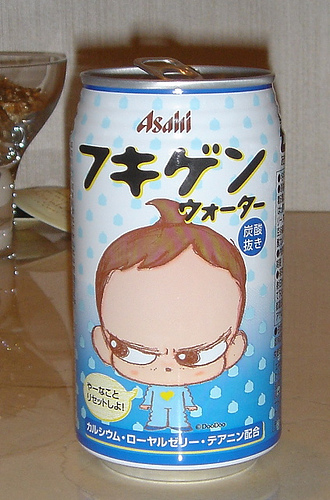 Asahi
フキゲン
ウォーター
炭酸
抜き
やーなこと
リセットしよ!
©DooDoo
カルシウム・ローヤルゼリー・テアニン配合